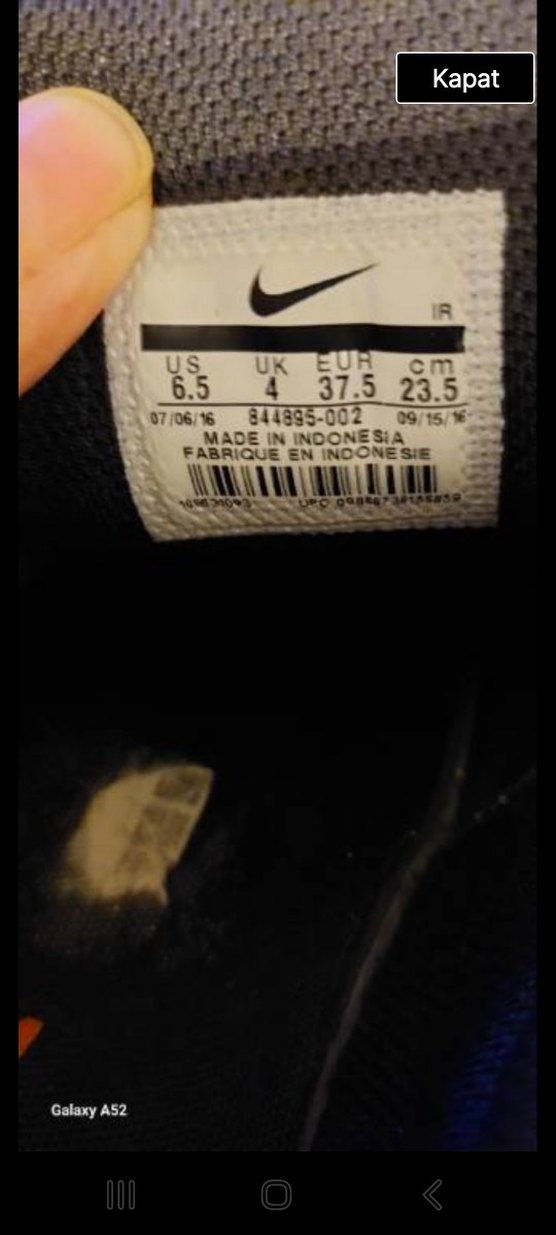 Kapat
IR
US UK EUR cm
6.5 4 37.5 23.5
07/06/16 844895-002 09/15/16
MADE IN INDONESIA
FABRIQUE EN INDONESIE
UPC
Galaxy A52